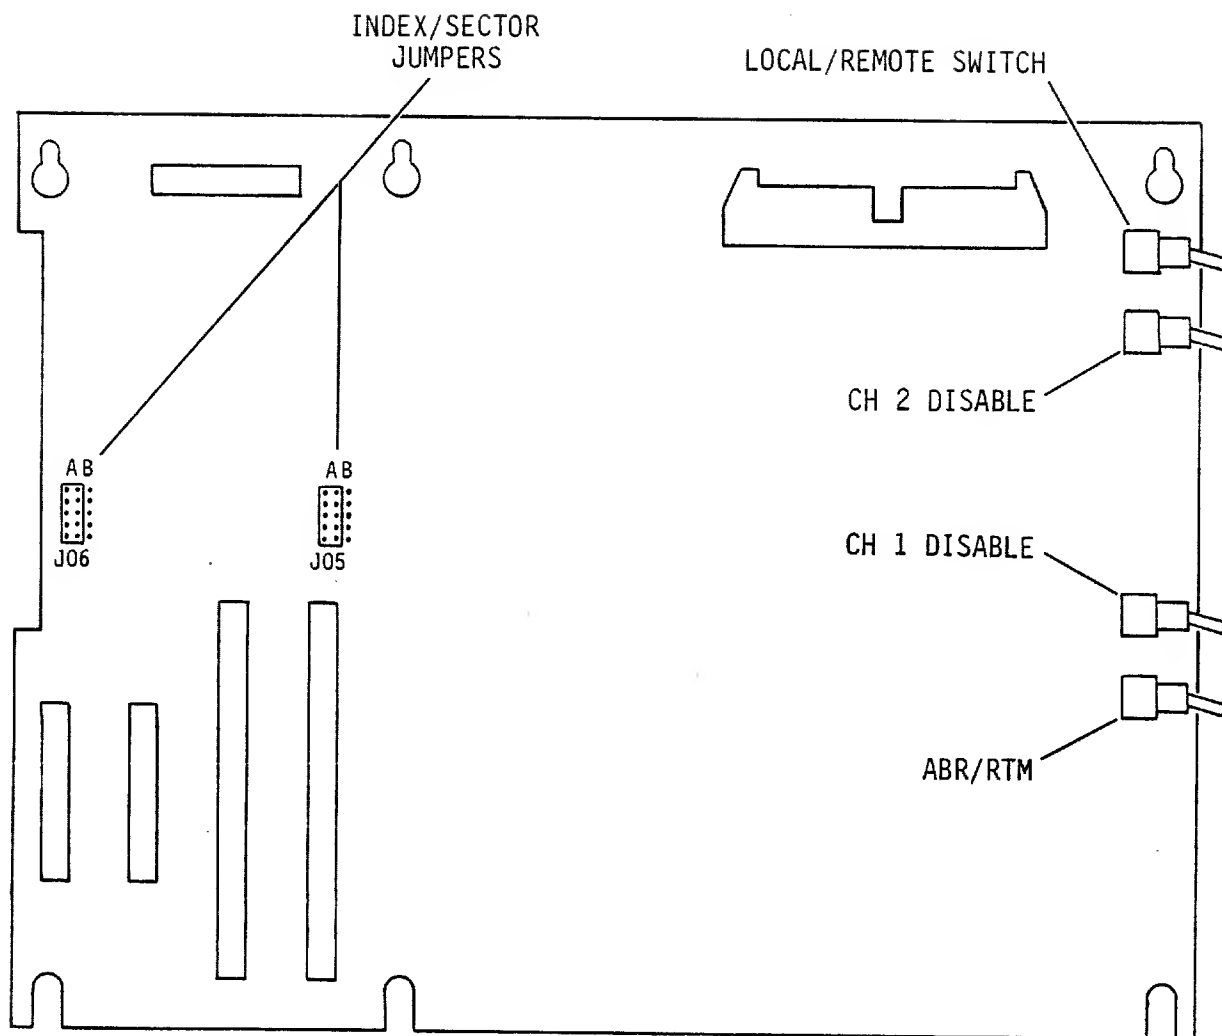 INDEX/SECTOR
JUMPERS
LOCAL/REMOTE SWITCH
CH 2 DISABLE
AB
AB
J06
J05
CH 1 DISABLE
ABR/RTM